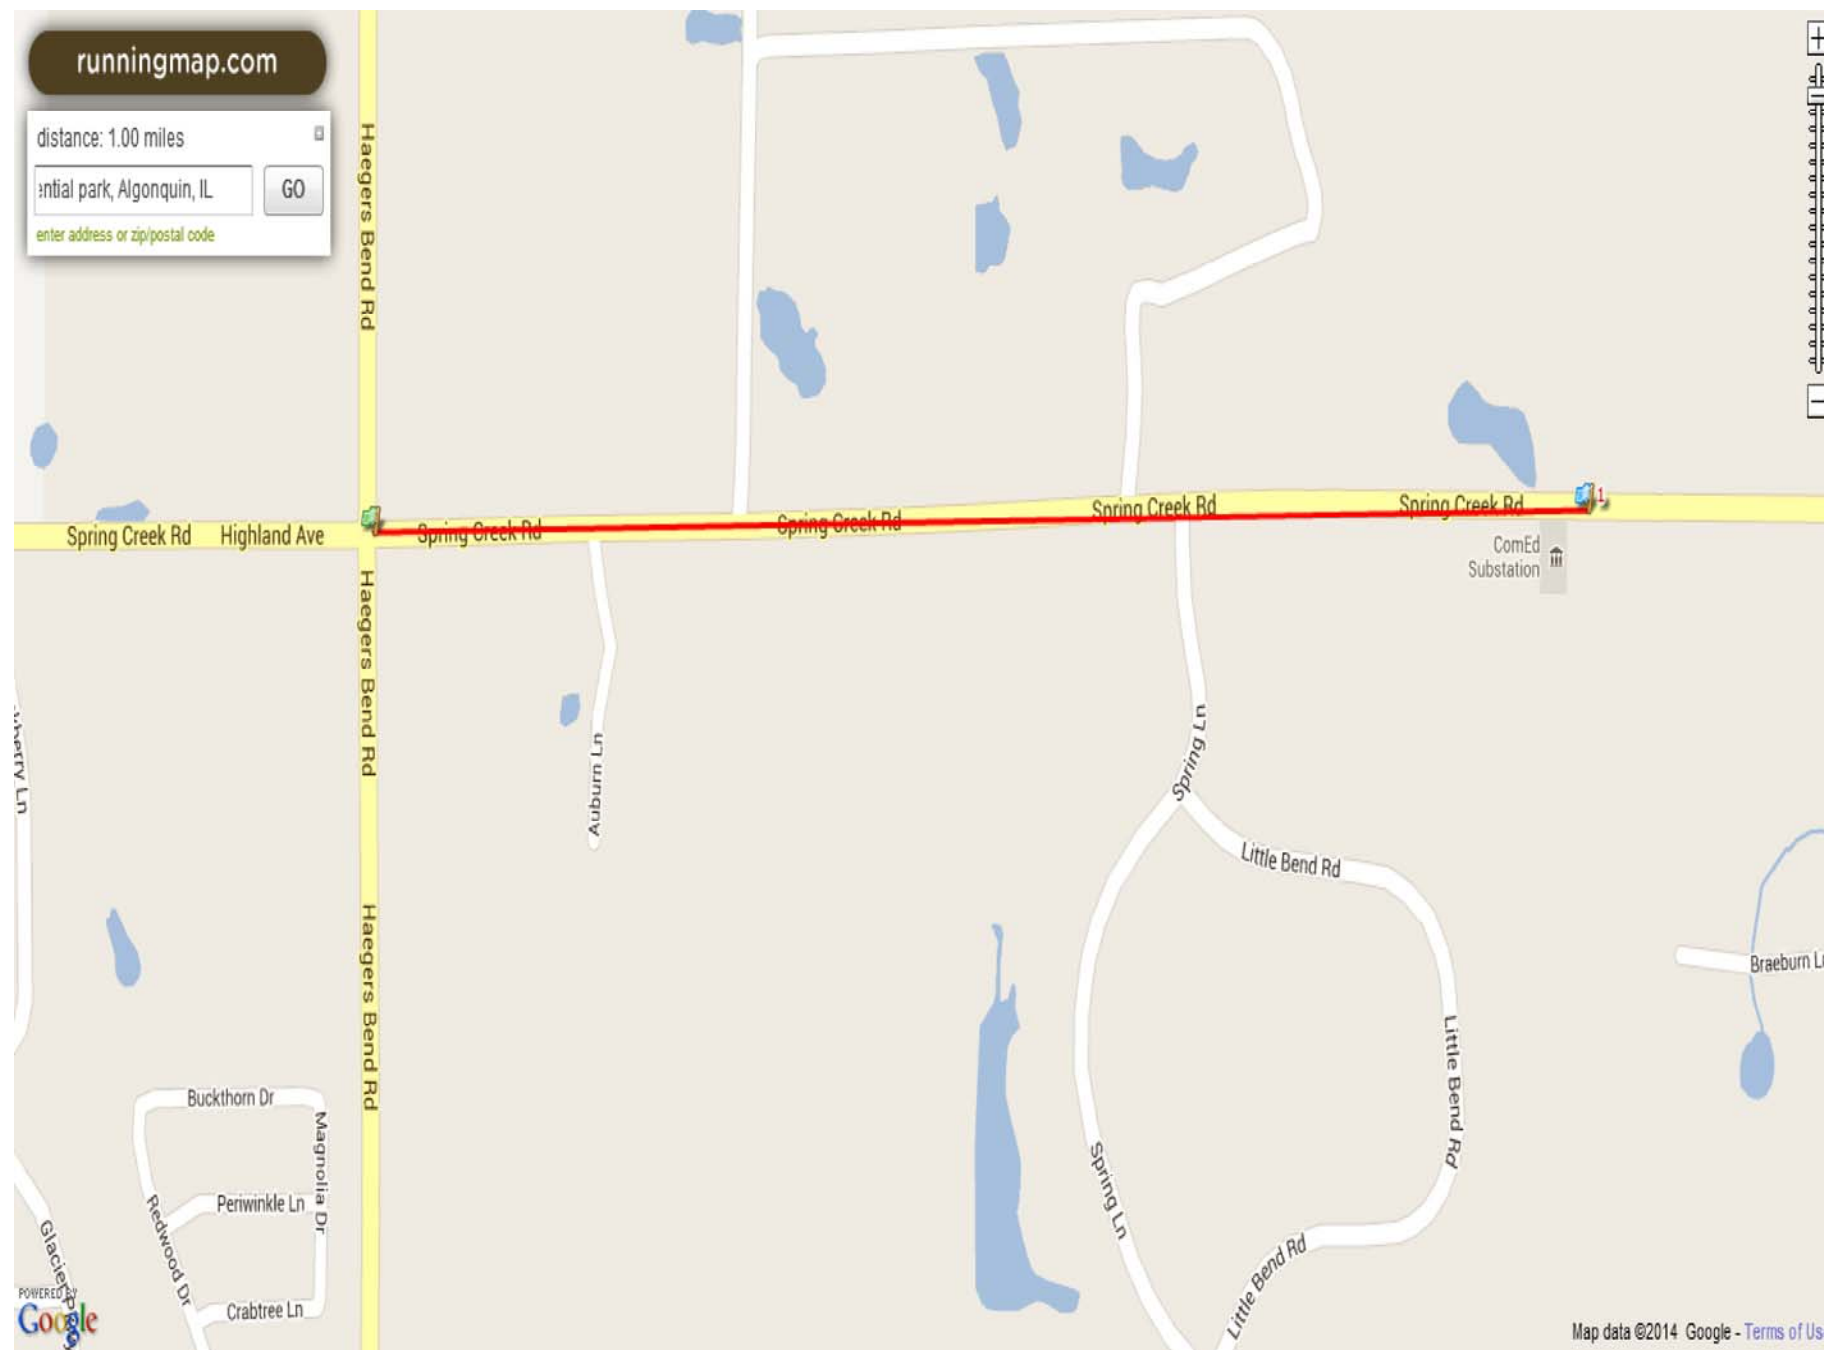 runningmap.com
distance: 1.00 miles
ential park, Algonquin, IL
GO
enter address or zip/postal code
Haegers Bend Rd
Spring Creek Rd
Highland Ave
Spring Creek Rd
Spring Creek Rd
Spring Creek Rd
Spring Creek Rd
1
ComEd
Substation
Haegers Bend Rd
Auburn Ln
Spring Ln
Little Bend Rd
Haegers Bend Rd
Braeburn Ln
Little Bend Rd
Buckthorn Dr
Magnolia Dr
Periwinkle Ln
Redwood Dr
Spring Ln
Little Bend Rd
Crabtree Ln
Glacier
POWERED BY
Google
Map data ©2014 Google - Terms of Us